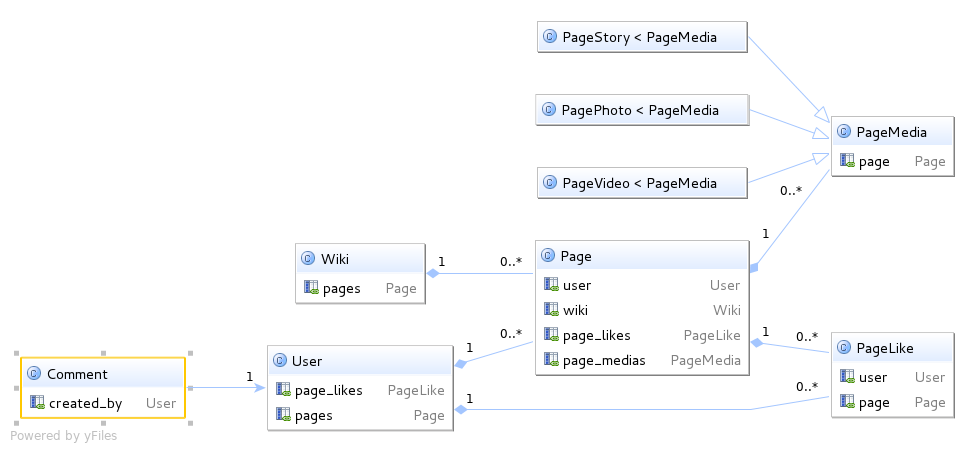 PageStory < PageMedia
PagePhoto < PageMedia
PageMedia
page Page
PageVideo < PageMedia
0..*
1
Wiki
pages Page
1
0..*
Page
user User
wiki Wiki
page_likes PageLike
page_medias PageMedia
1
0..*
PageLike
user User
page Page
0..*
1
0..*
User
page_likes PageLike
pages Page
1
Comment
created_by User
1
Powered by yFiles